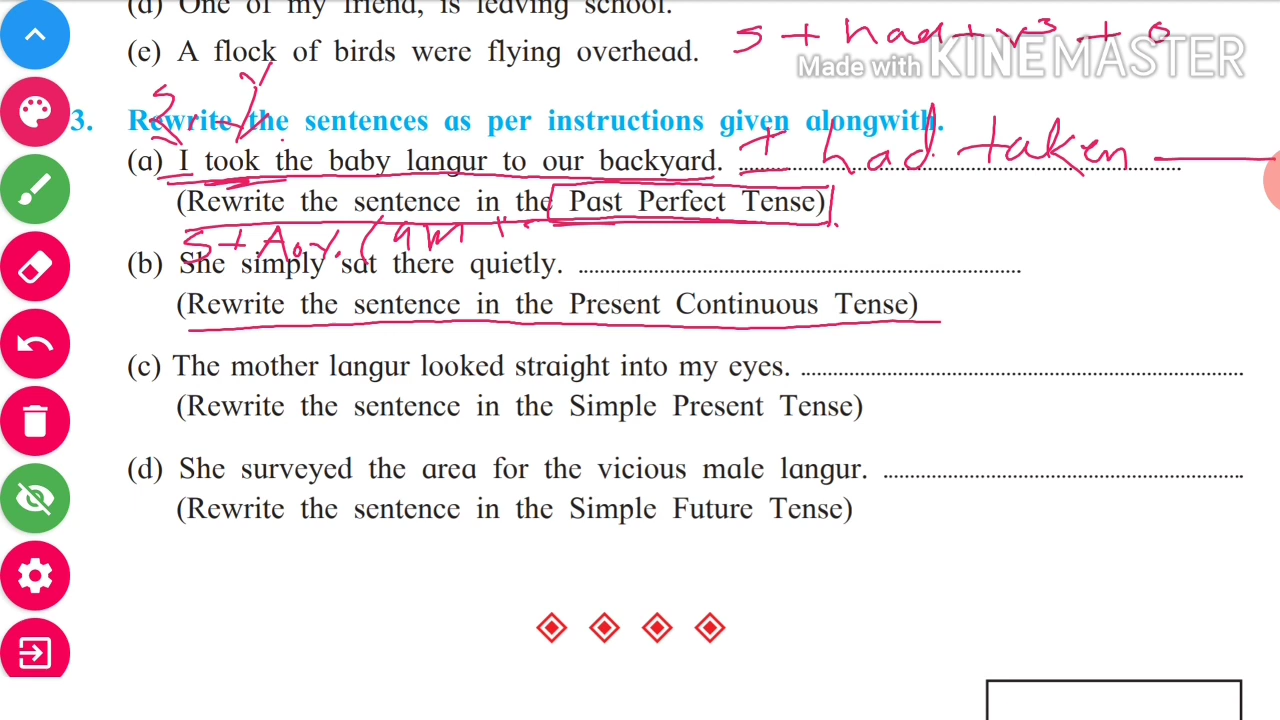 (d) One of my friend, is leaving school.
(e) A flock of birds were flying overhead.
S + had + v³ + o
Made with KINEMASTER
3. Rewrite the sentences as per instructions given alongwith.
(a) I took the baby langur to our backyard. ........ I had taken
(Rewrite the sentence in the Past Perfect Tense)
S + A.v. (am
(b) She simply sat there quietly. ........
(Rewrite the sentence in the Present Continuous Tense)
(c) The mother langur looked straight into my eyes. ........
(Rewrite the sentence in the Simple Present Tense)
(d) She surveyed the area for the vicious male langur. ........
(Rewrite the sentence in the Simple Future Tense)